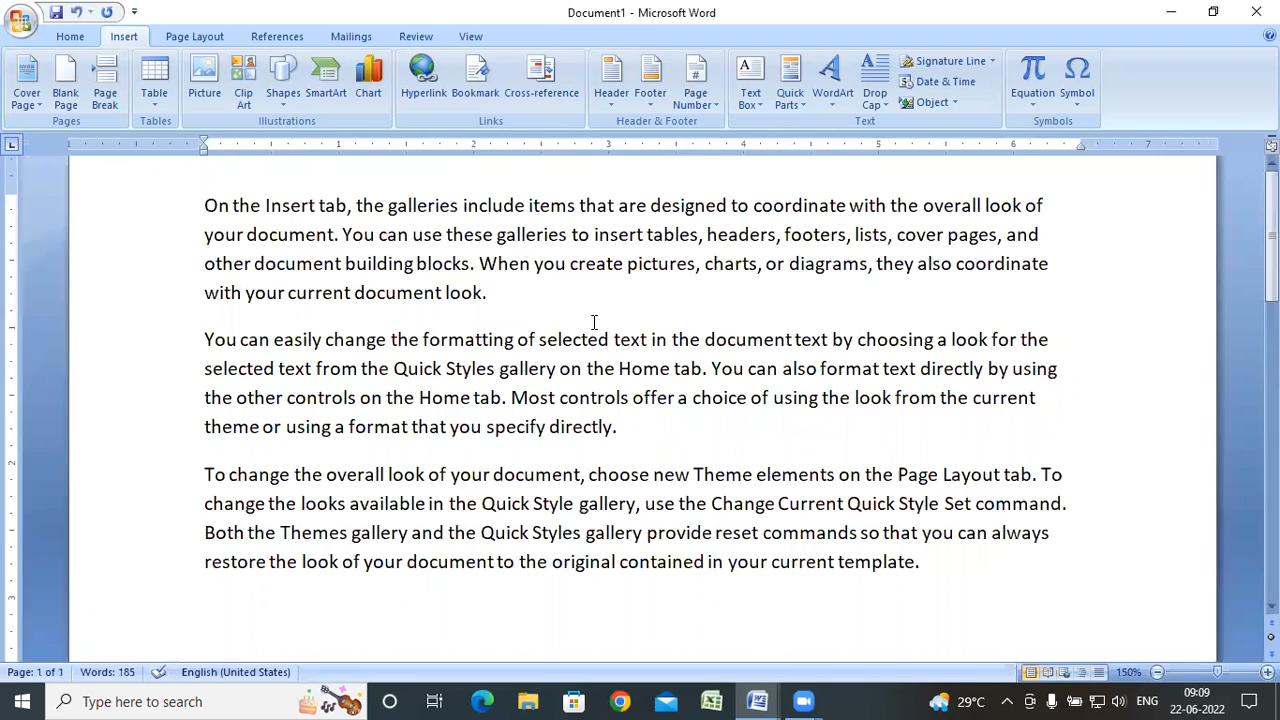 Document1 - Microsoft Word
Home Insert Page Layout References Mailings Review View
Cover Page Blank Page Page Break Table Picture Clip Art Shapes SmartArt Chart Hyperlink Bookmark Cross-reference Header Footer Page Number Text Box Quick Parts WordArt Drop Cap Signature Line Date & Time Object Equation Symbol
Pages Tables Illustrations Links Header & Footer Text Symbols
1 2 3 4 5 6 7
On the Insert tab, the galleries include items that are designed to coordinate with the overall look of
your document. You can use these galleries to insert tables, headers, footers, lists, cover pages, and
other document building blocks. When you create pictures, charts, or diagrams, they also coordinate
with your current document look.
You can easily change the formatting of selected text in the document text by choosing a look for the
selected text from the Quick Styles gallery on the Home tab. You can also format text directly by using
the other controls on the Home tab. Most controls offer a choice of using the look from the current
theme or using a format that you specify directly.
To change the overall look of your document, choose new Theme elements on the Page Layout tab. To
change the looks available in the Quick Style gallery, use the Change Current Quick Style Set command.
Both the Themes gallery and the Quick Styles gallery provide reset commands so that you can always
restore the look of your document to the original contained in your current template.
1
2
3
Page: 1 of 1 Words: 185 English (United States) 150%
Type here to search 29°C ENG 09:09
22-06-2022